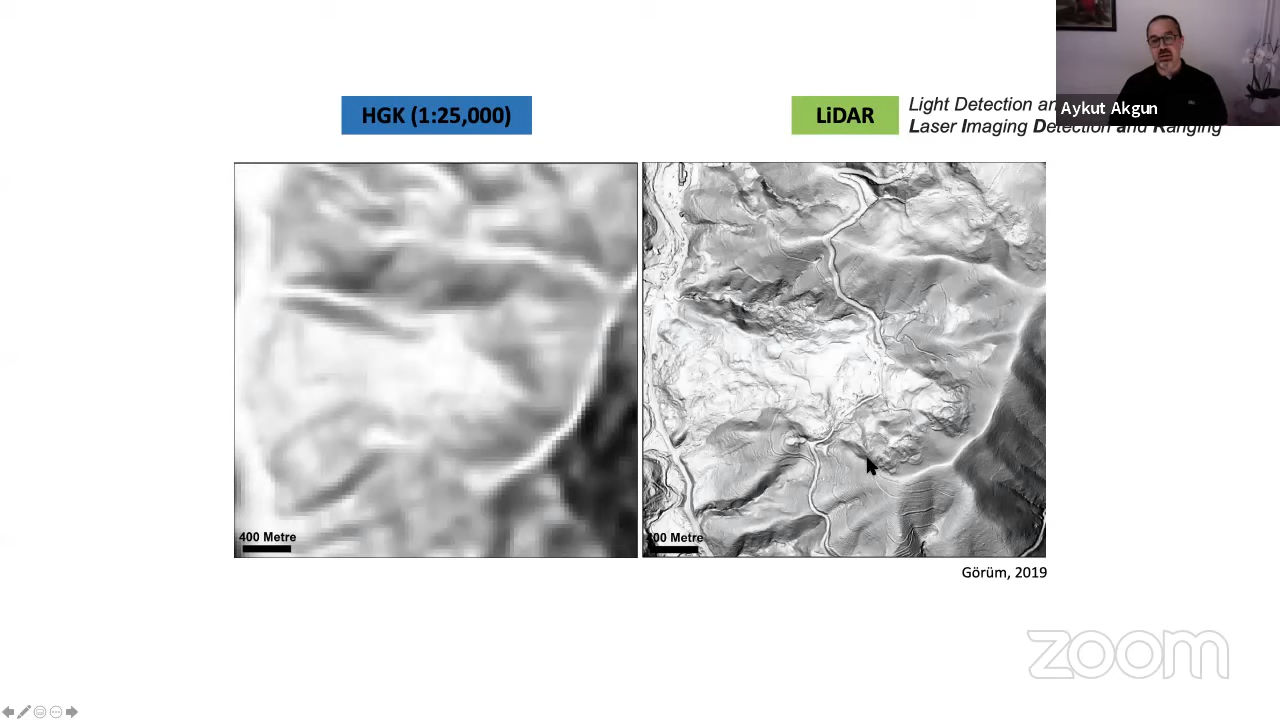 HGK (1:25,000)
LiDAR
Light Detection an
Laser Imaging Detection and Ranging
Aykut Akgun
400 Metre
400 Metre
Görüm, 2019
zoom